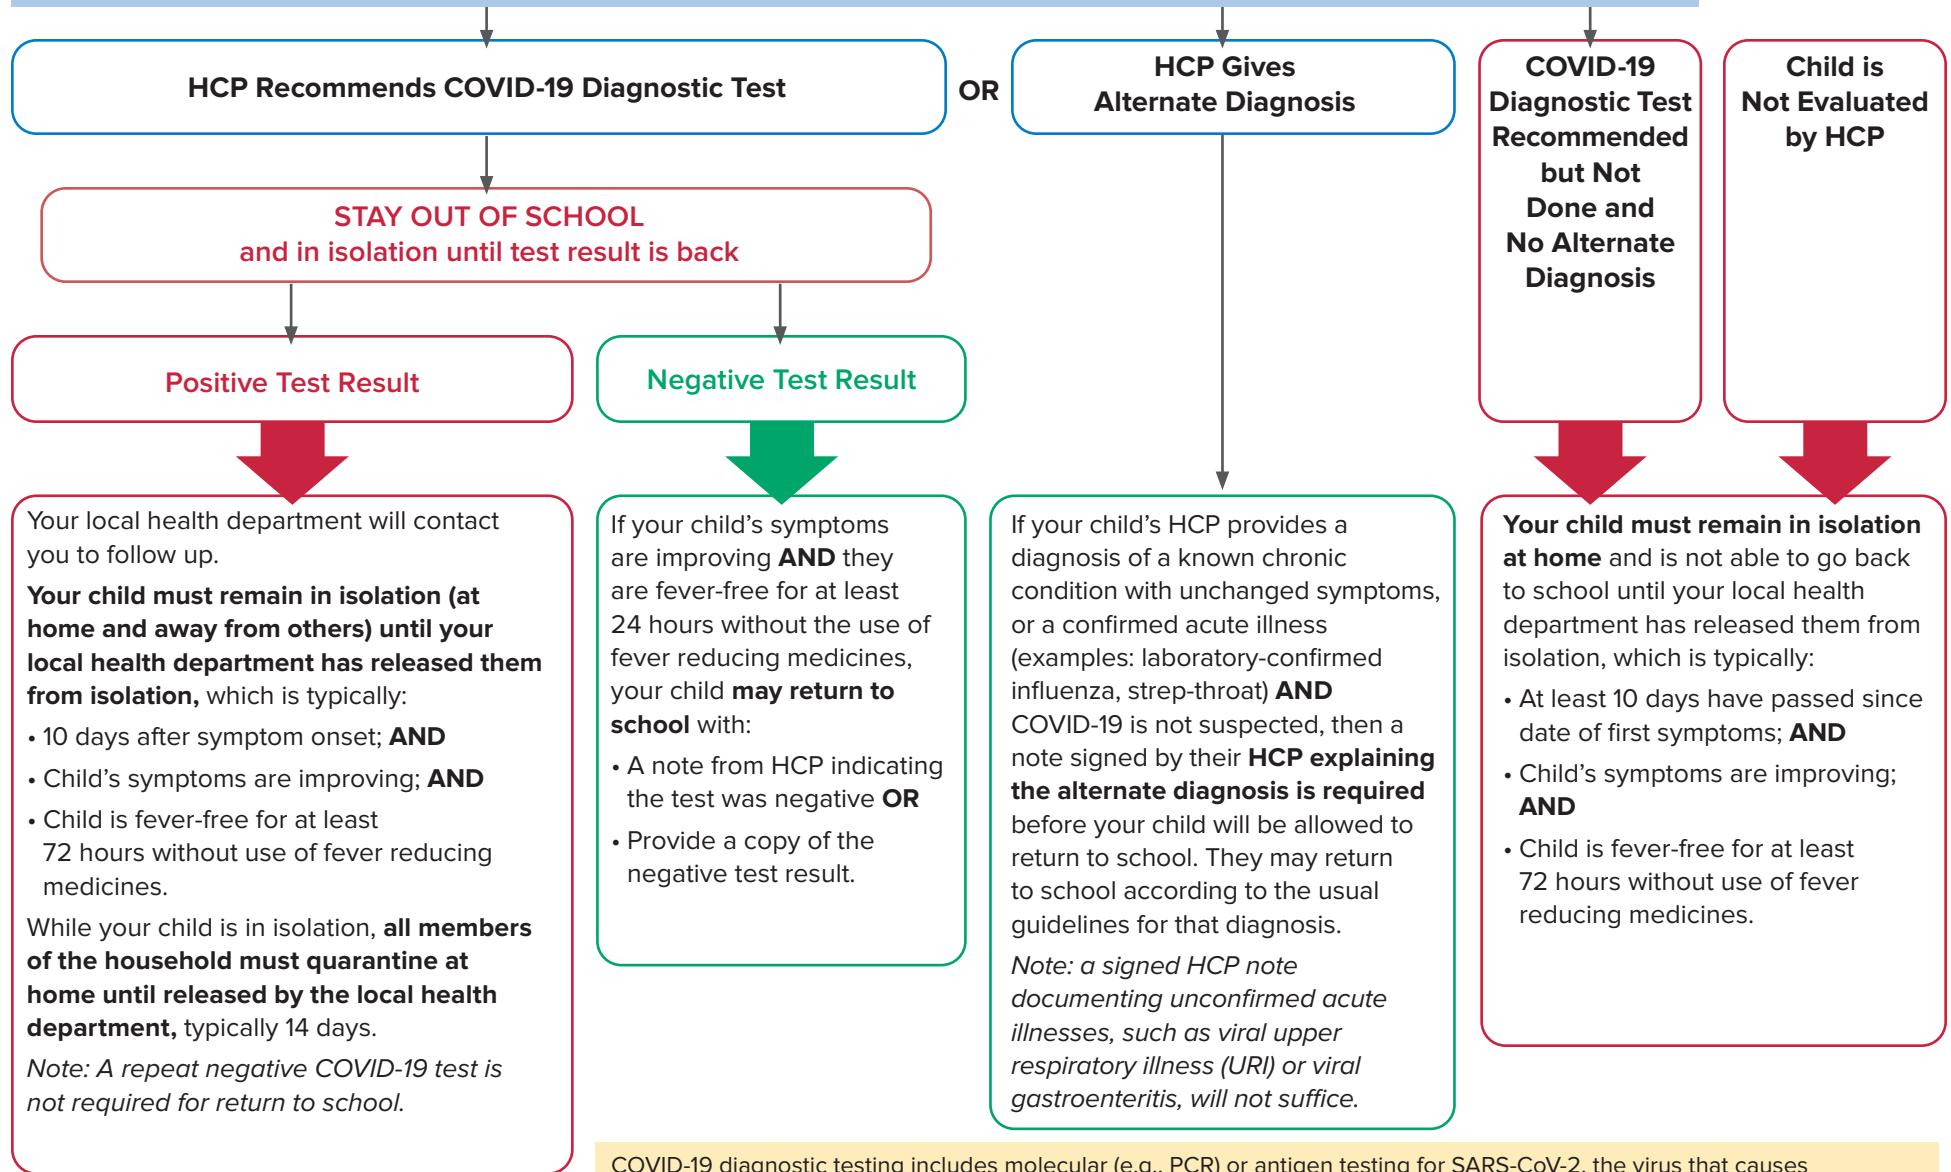 HCP Recommends COVID-19 Diagnostic Test
OR
HCP Gives
Alternate Diagnosis
COVID-19
Diagnostic Test
Recommended
but Not
Done and
No Alternate
Diagnosis
Child is
Not Evaluated
by HCP
STAY OUT OF SCHOOL
and in isolation until test result is back
Positive Test Result
Negative Test Result
Your local health department will contact
you to follow up.
Your child must remain in isolation (at
home and away from others) until your
local health department has released them
from isolation, which is typically:
• 10 days after symptom onset; AND
• Child's symptoms are improving; AND
• Child is fever-free for at least
72 hours without use of fever reducing
medicines.
While your child is in isolation, all members
of the household must quarantine at
home until released by the local health
department, typically 14 days.
Note: A repeat negative COVID-19 test is
not required for return to school.
If your child's symptoms
are improving AND they
are fever-free for at least
24 hours without the use of
fever reducing medicines,
your child may return to
school with:
• A note from HCP indicating
the test was negative OR
• Provide a copy of the
negative test result.
If your child's HCP provides a
diagnosis of a known chronic
condition with unchanged symptoms,
or a confirmed acute illness
(examples: laboratory-confirmed
influenza, strep-throat) AND
COVID-19 is not suspected, then a
note signed by their HCP explaining
the alternate diagnosis is required
before your child will be allowed to
return to school. They may return
to school according to the usual
guidelines for that diagnosis.
Note: a signed HCP note
documenting unconfirmed acute
illnesses, such as viral upper
respiratory illness (URI) or viral
gastroenteritis, will not suffice.
Your child must remain in isolation
at home and is not able to go back
to school until your local health
department has released them from
isolation, which is typically:
• At least 10 days have passed since
date of first symptoms; AND
• Child's symptoms are improving;
AND
• Child is fever-free for at least
72 hours without use of fever
reducing medicines.
COVID-19 diagnostic testing includes molecular (e.g., PCR) or antigen testing for SARS-CoV-2, the virus that causes